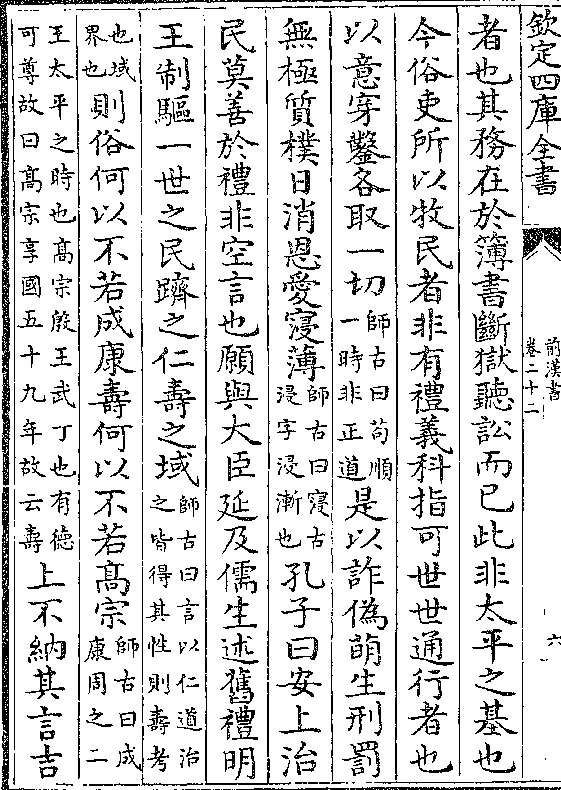 欽定四庫全書
前漢書
卷二十二
六
者也其務在於簿書斷獄聽訟而已此非太平之基也
今俗吏所以牧民者非有禮義科指可世世通行者也
以意穿鑿各取一切師古曰苟順一時非正道是以詐偽萌生刑罰
無極質樸日消恩愛寖薄師古曰寖古浸字浸漸也孔子曰安上治
民莫善於禮非空言也願與大臣延及儒生述舊禮明
王制驅一世之民躋之仁壽之域師古曰言以仁道治之皆得其性則壽考
也域界也則俗何以不若成康壽何以不若髙宗師古曰成康周之二
王太平之時也髙宗殷王武丁也有德可尊故曰髙宗享國五十九年故云壽上不納其言吉